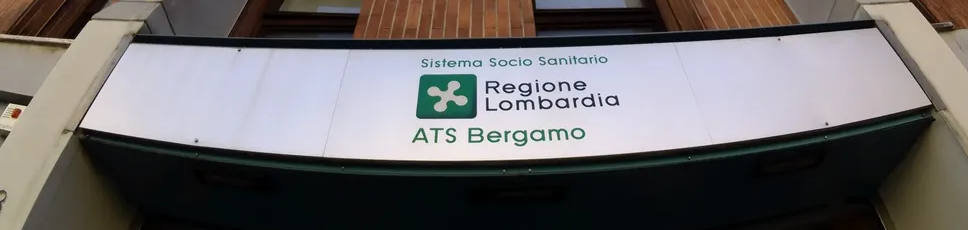 Sistema Socio Sanitario
Regione
Lombardia
ATS Bergamo